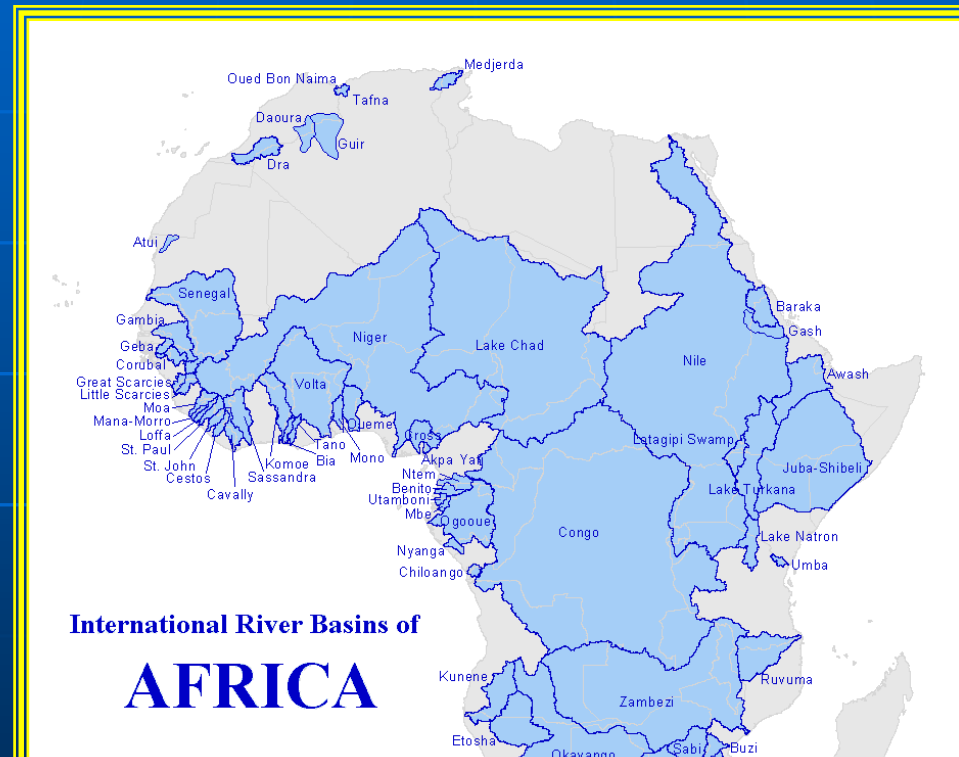 Medjerda
Oued Bon Naima
Tafna
Daoura
Guir
Dra
Atui
Senegal
Gambia
Geba
Corubal
Great Scarcies
Little Scarcies
Moa
Mana-Morro
Loffa
St. Paul
St. John
Cestos
Cavally
Sassandra
Komoe
Bia
Tano
Mono
Oueme
Volta
Niger
Lake Chad
Nile
Baraka
Gash
Awash
Cross
Akpa Yafi
Ntem
Benito
Utamboni
Mbe
Ogooue
Nyanga
Chiloango
Congo
Lotagipi Swamp
Juba-Shibeli
Lake Turkana
Lake Natron
Umba
International River Basins of
AFRICA
Kunene
Zambezi
Ruvuma
Etosha
Okavango
Sabi
Buzi